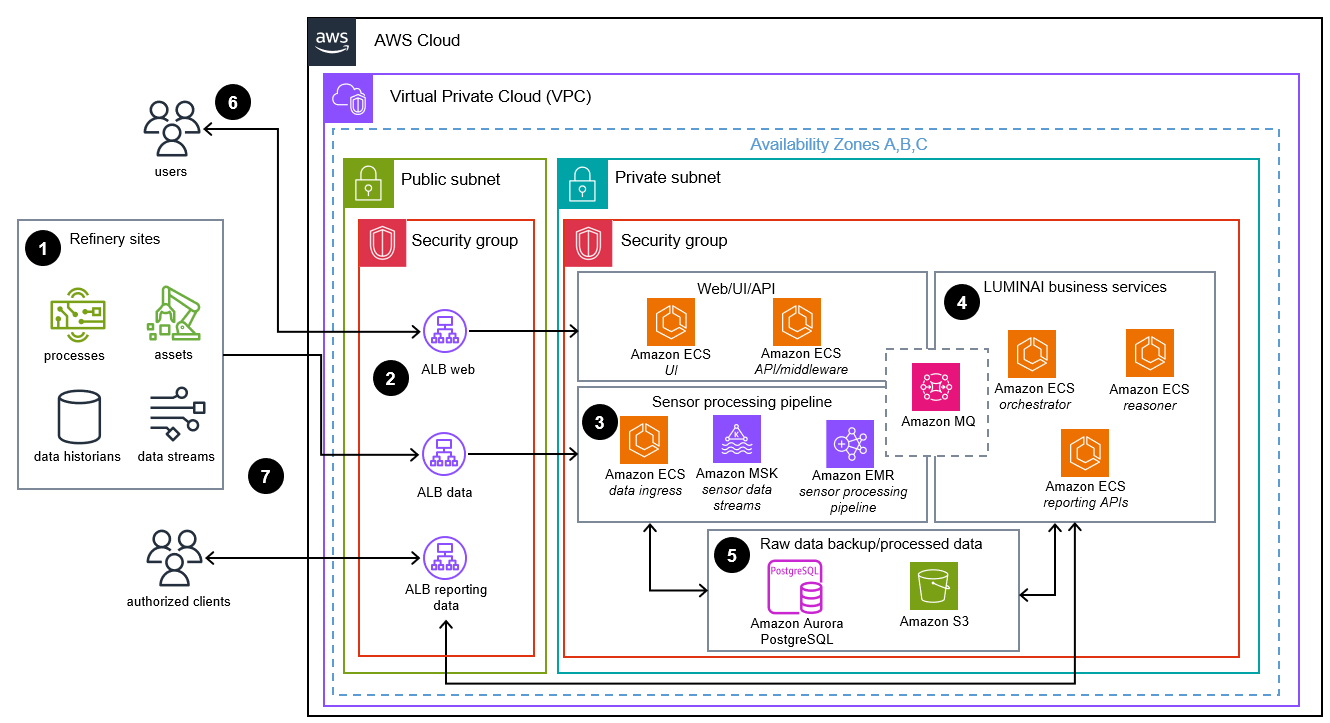 aws
AWS Cloud
Virtual Private Cloud (VPC)
6
users
Availability Zones A,B,C
Public subnet
Private subnet
1
Refinery sites
processes
assets
data historians
data streams
Security group
Security group
2
ALB web
ALB data
ALB reporting
data
Web/UI/API
Amazon ECS
UI
Amazon ECS
API/middleware
4
LUMINAI business services
Amazon ECS
orchestrator
Amazon ECS
reasoner
Amazon ECS
reporting APIs
Amazon MQ
3
Sensor processing pipeline
Amazon ECS
data ingress
K
Amazon MSK
sensor data
streams
Amazon EMR
sensor processing
pipeline
5
Raw data backup/processed data
PostgreSQL
Amazon Aurora
PostgreSQL
Amazon S3
7
authorized clients